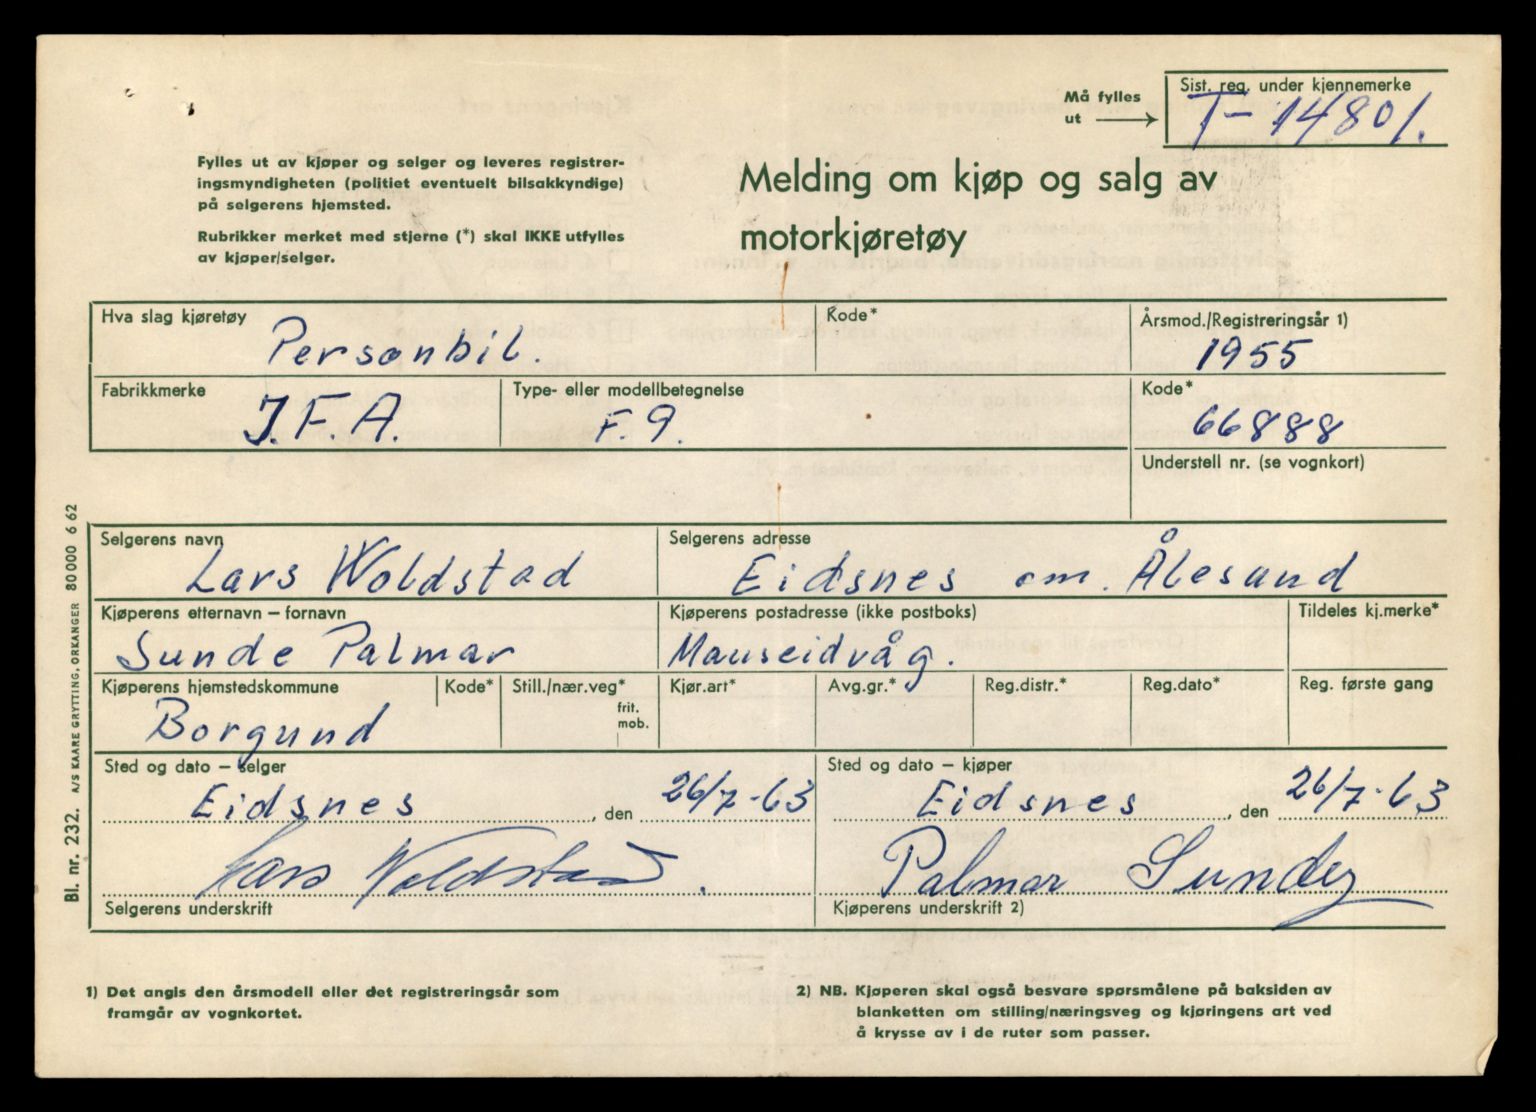 Må fylles
ut
Sist. reg. under kjennemerke
T-14801.
Fylles ut av kjøper og selger og leveres registrer-
ingsmyndigheten (politiet eventuelt bilsakkyndige)
på selgerens hjemsted.
Rubrikker merket med stjerne (*) skal IKKE utfylles
av kjøper/selger.
Melding om kjøp og salg av
motorkjøretøy
Hva slag kjøretøy
Personbil.
Kode*
Årsmod./Registreringsår 1)
1955
Fabrikkmerke
I.F.A.
Type- eller modellbetegnelse
F.9.
Kode*
66888
Understell nr. (se vognkort)
Selgerens navn
Lars Woldstad
Selgerens adresse
Eidsnes om. Ålesund
Kjøperens etternavn – fornavn
Sunde Palmar
Kjøperens postadresse (ikke postboks)
Mauseidvåg.
Tildeles kj.merke*
Kjøperens hjemstedskommune
Borgund
Kode*
Still./nær.veg*
frit.
mob.
Kjør.art*
Avg.gr.*
Reg.distr.*
Reg.dato*
Reg. første gang
Sted og dato – selger
Eidsnes, den 26/7-63
Sted og dato – kjøper
Eidsnes, den 26/7-63
Lars Woldstad.
Selgerens underskrift
Palmar Sunde
Kjøperens underskrift 2)
1) Det angis den årsmodell eller det registreringsår som
framgår av vognkortet.
2) NB. Kjøperen skal også besvare spørsmålene på baksiden av
blanketten om stilling/næringsveg og kjøringens art ved
å krysse av i de ruter som passer.
Bl. nr. 232. A/S KAARE GRYTTING, ORKANGER 80000 6 62